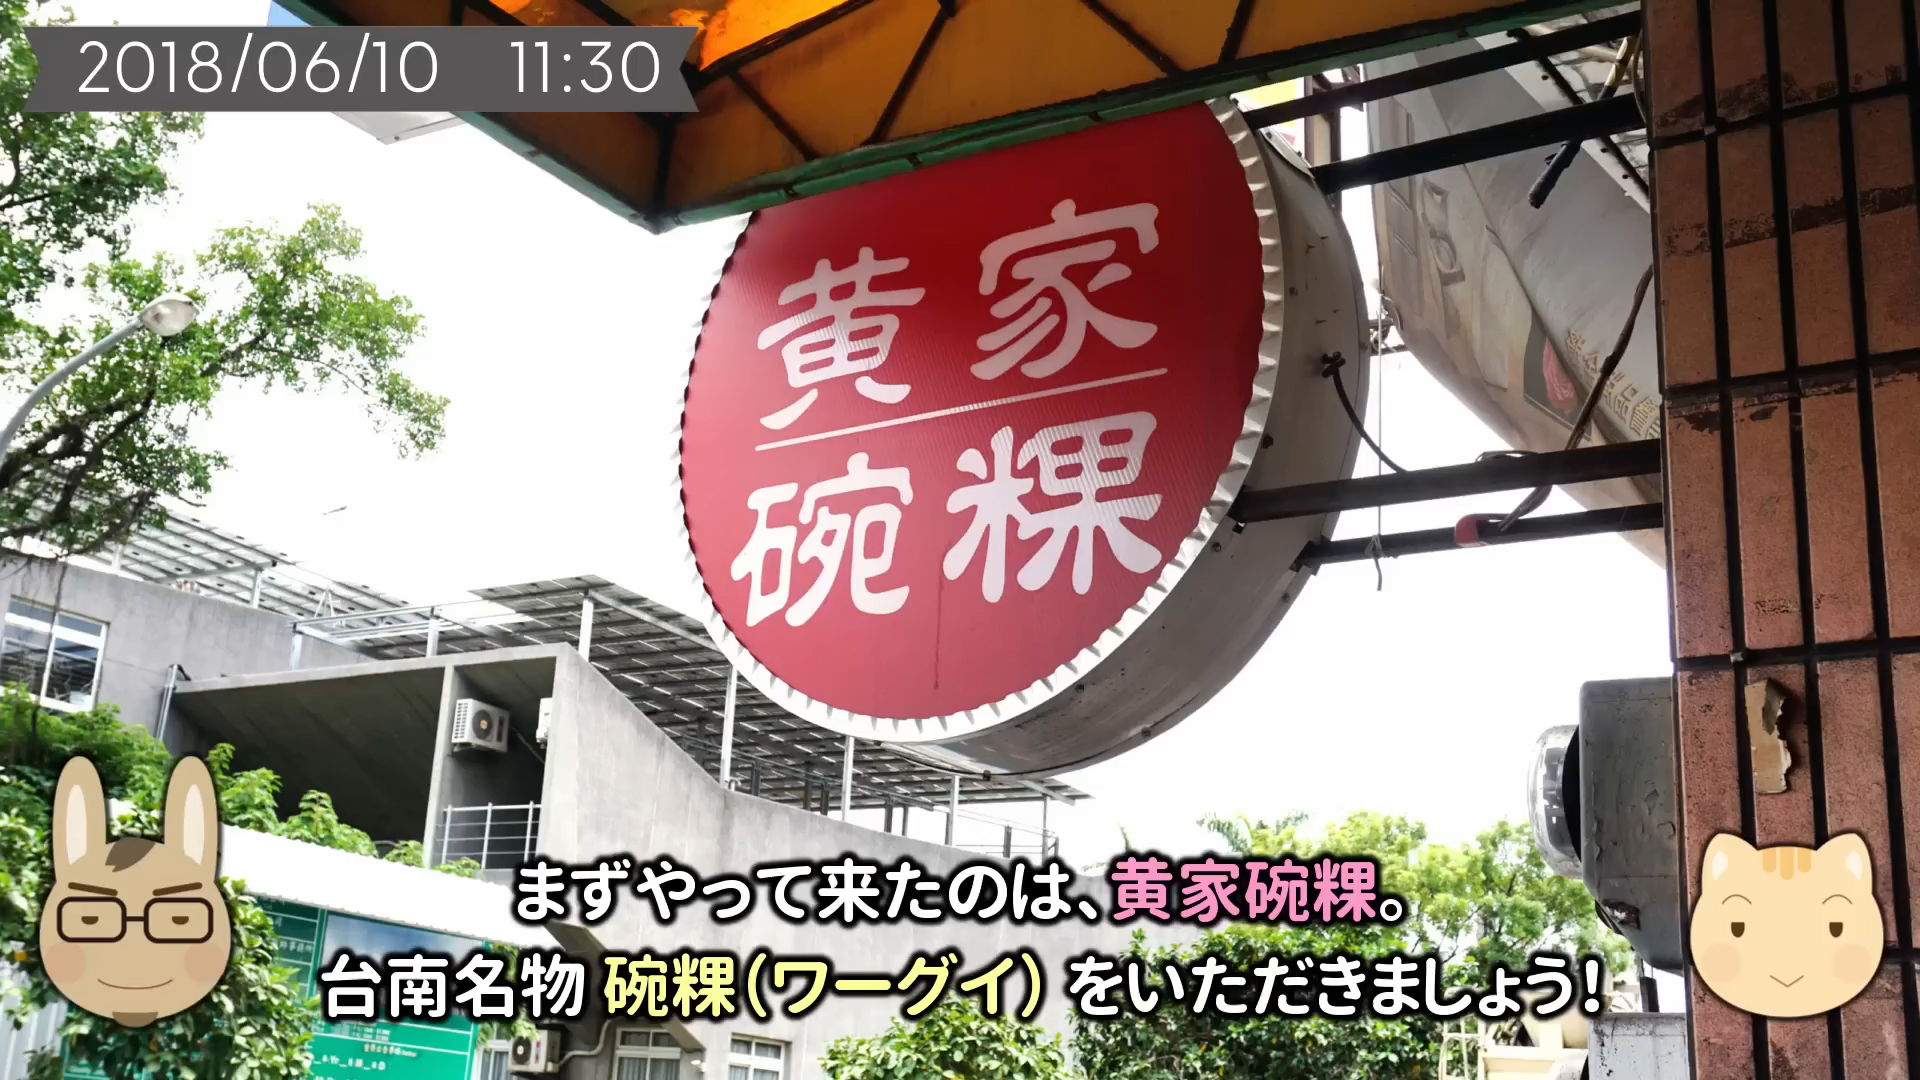 2018/06/10 11:30
黄家
碗粿
まずやって来たのは、黄家碗粿。
台南名物 碗粿(ワーグイ) をいただきましょう!